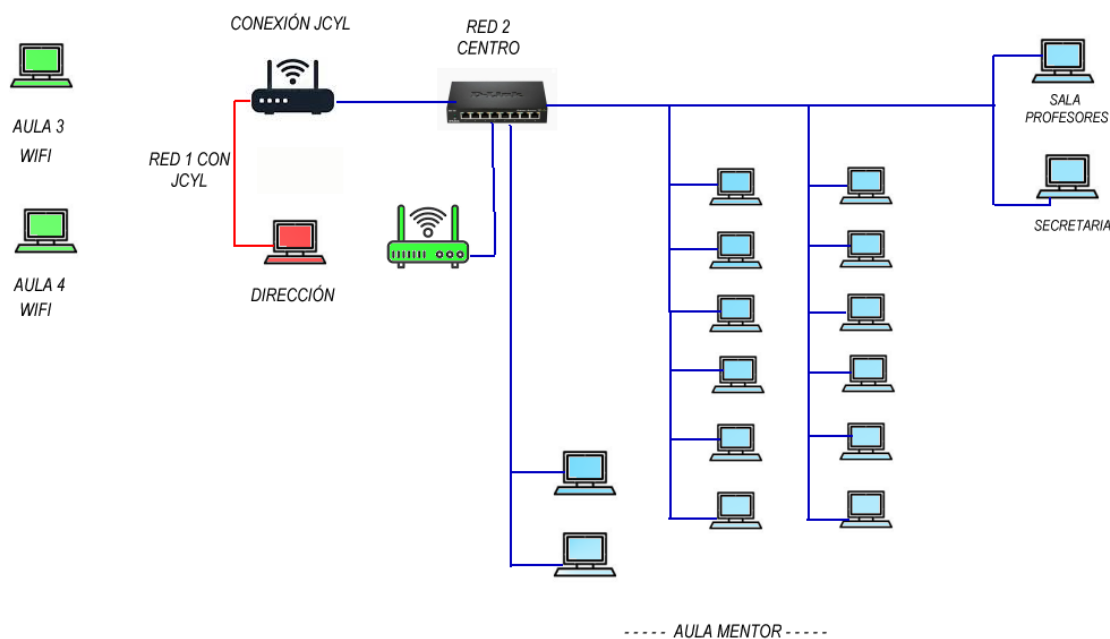 CONEXIÓN JCYL
RED 2
CENTRO
D-Link
AULA 3
WIFI
RED 1 CON
JCYL
SALA
PROFESORES
SECRETARIA
AULA 4
WIFI
DIRECCIÓN
- - - - - AULA MENTOR - - - - -